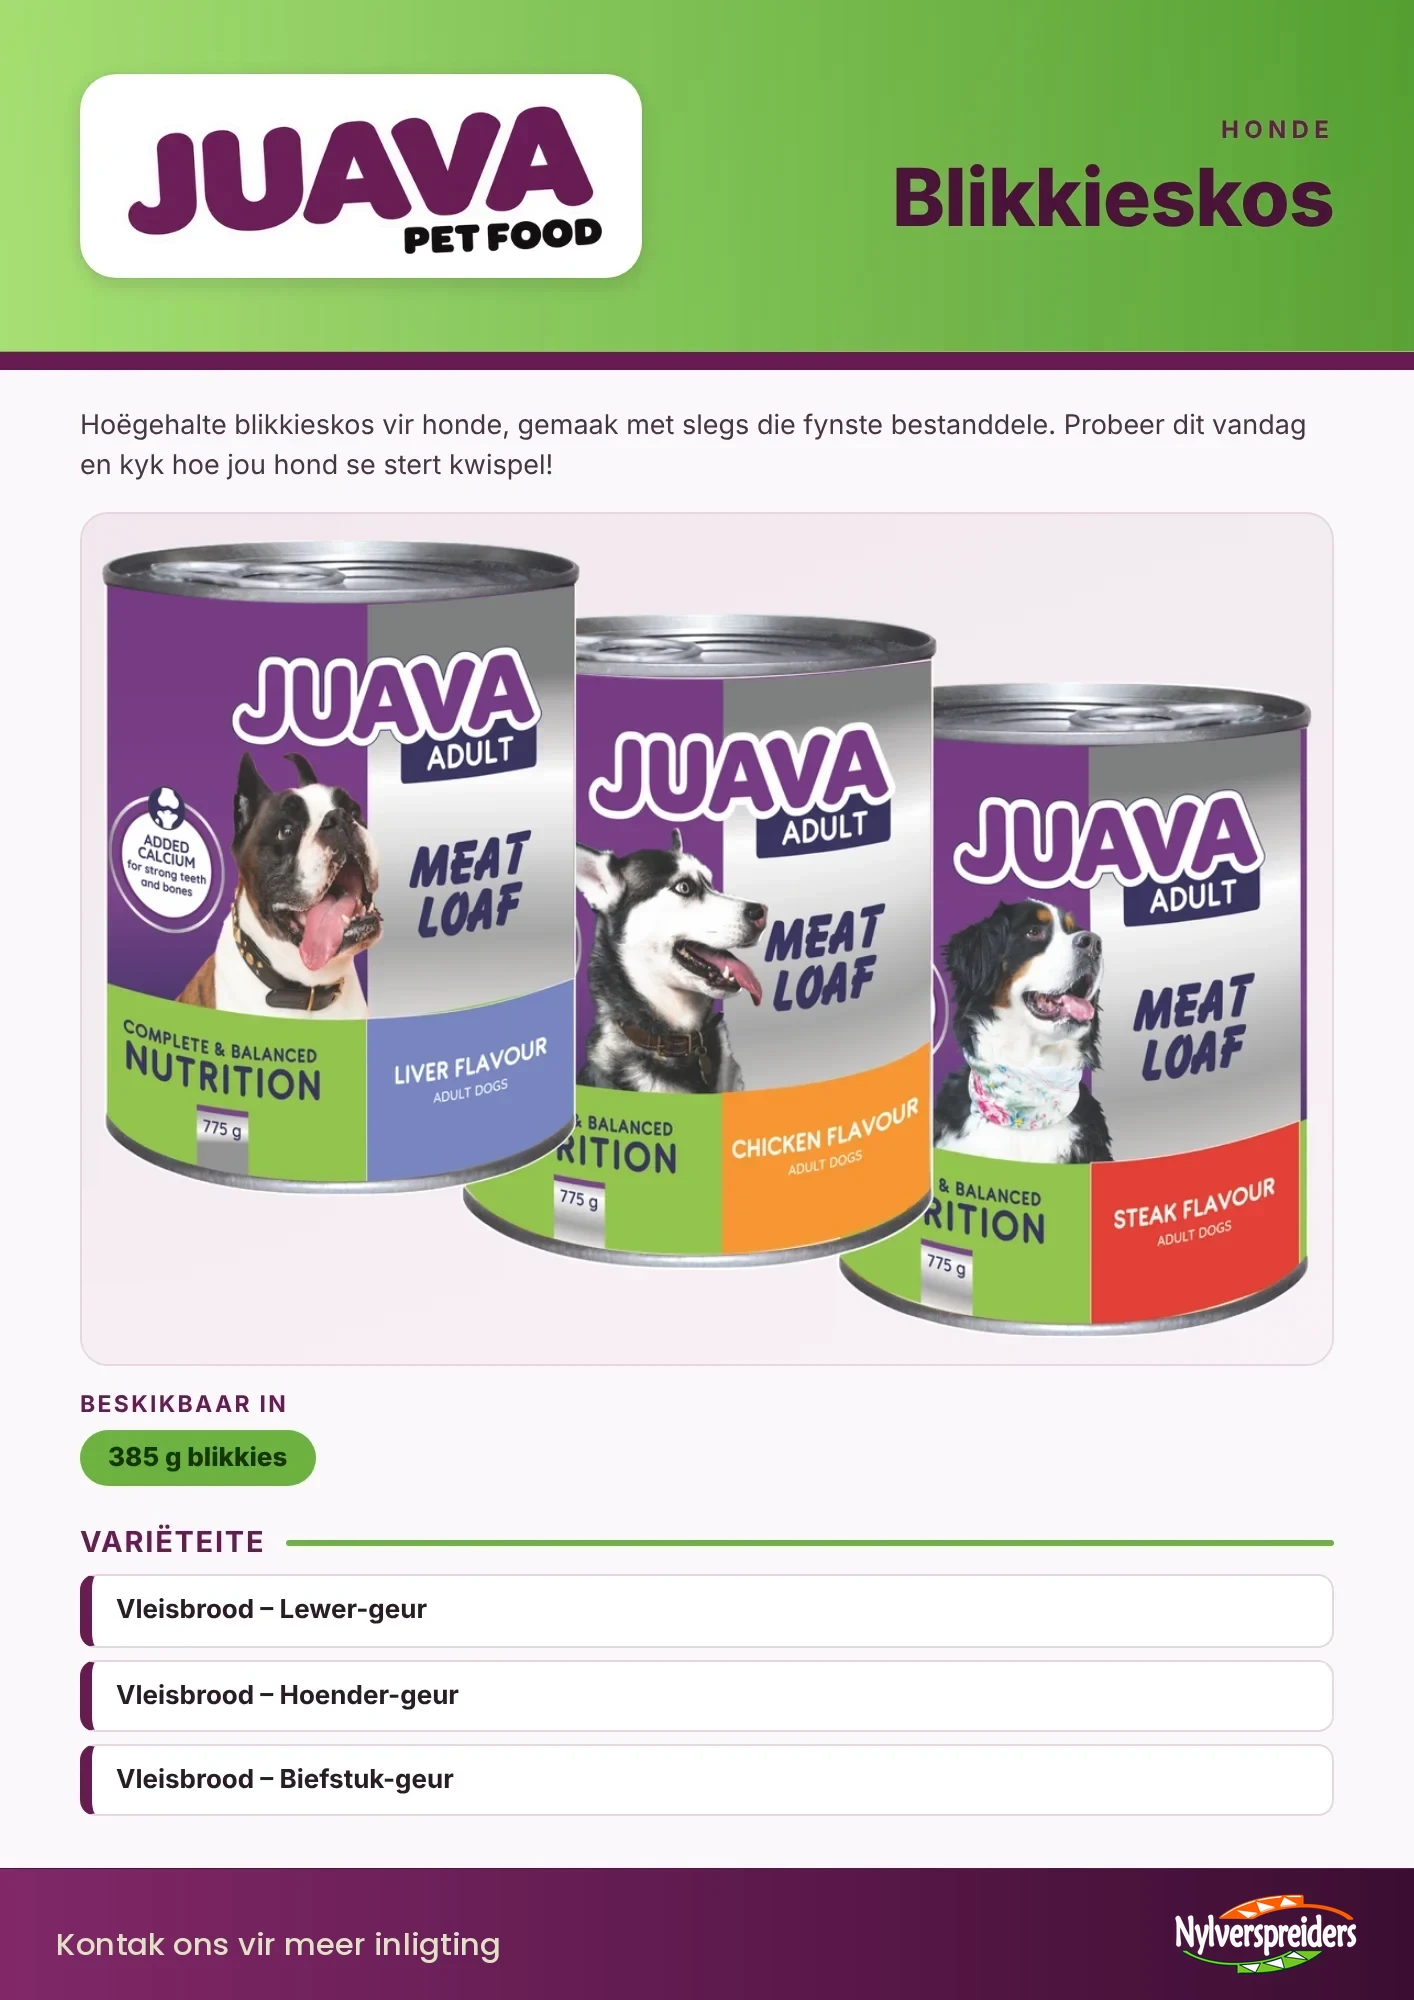 JUAVA
PET FOOD
HONDE
Blikkieskos
Hoëgehalte blikkieskos vir honde, gemaak met slegs die fynste bestanddele. Probeer dit vandag
en kyk hoe jou hond se stert kwispel!
JUAVA
ADULT
ADDED
CALCIUM
for strong teeth
and bones
MEAT
LOAF
COMPLETE & BALANCED
NUTRITION
775 g
LIVER FLAVOUR
ADULT DOGS
JUAVA
ADULT
MEAT
LOAF
& BALANCED
RITION
775 g
CHICKEN FLAVOUR
ADULT DOGS
JUAVA
ADULT
MEAT
LOAF
& BALANCED
RITION
775 g
STEAK FLAVOUR
ADULT DOGS
BESKIKBAAR IN
385 g blikkies
VARIËTEITE
Vleisbrood – Lewer-geur
Vleisbrood – Hoender-geur
Vleisbrood – Biefstuk-geur
Kontak ons vir meer inligting
Nylverspreiders